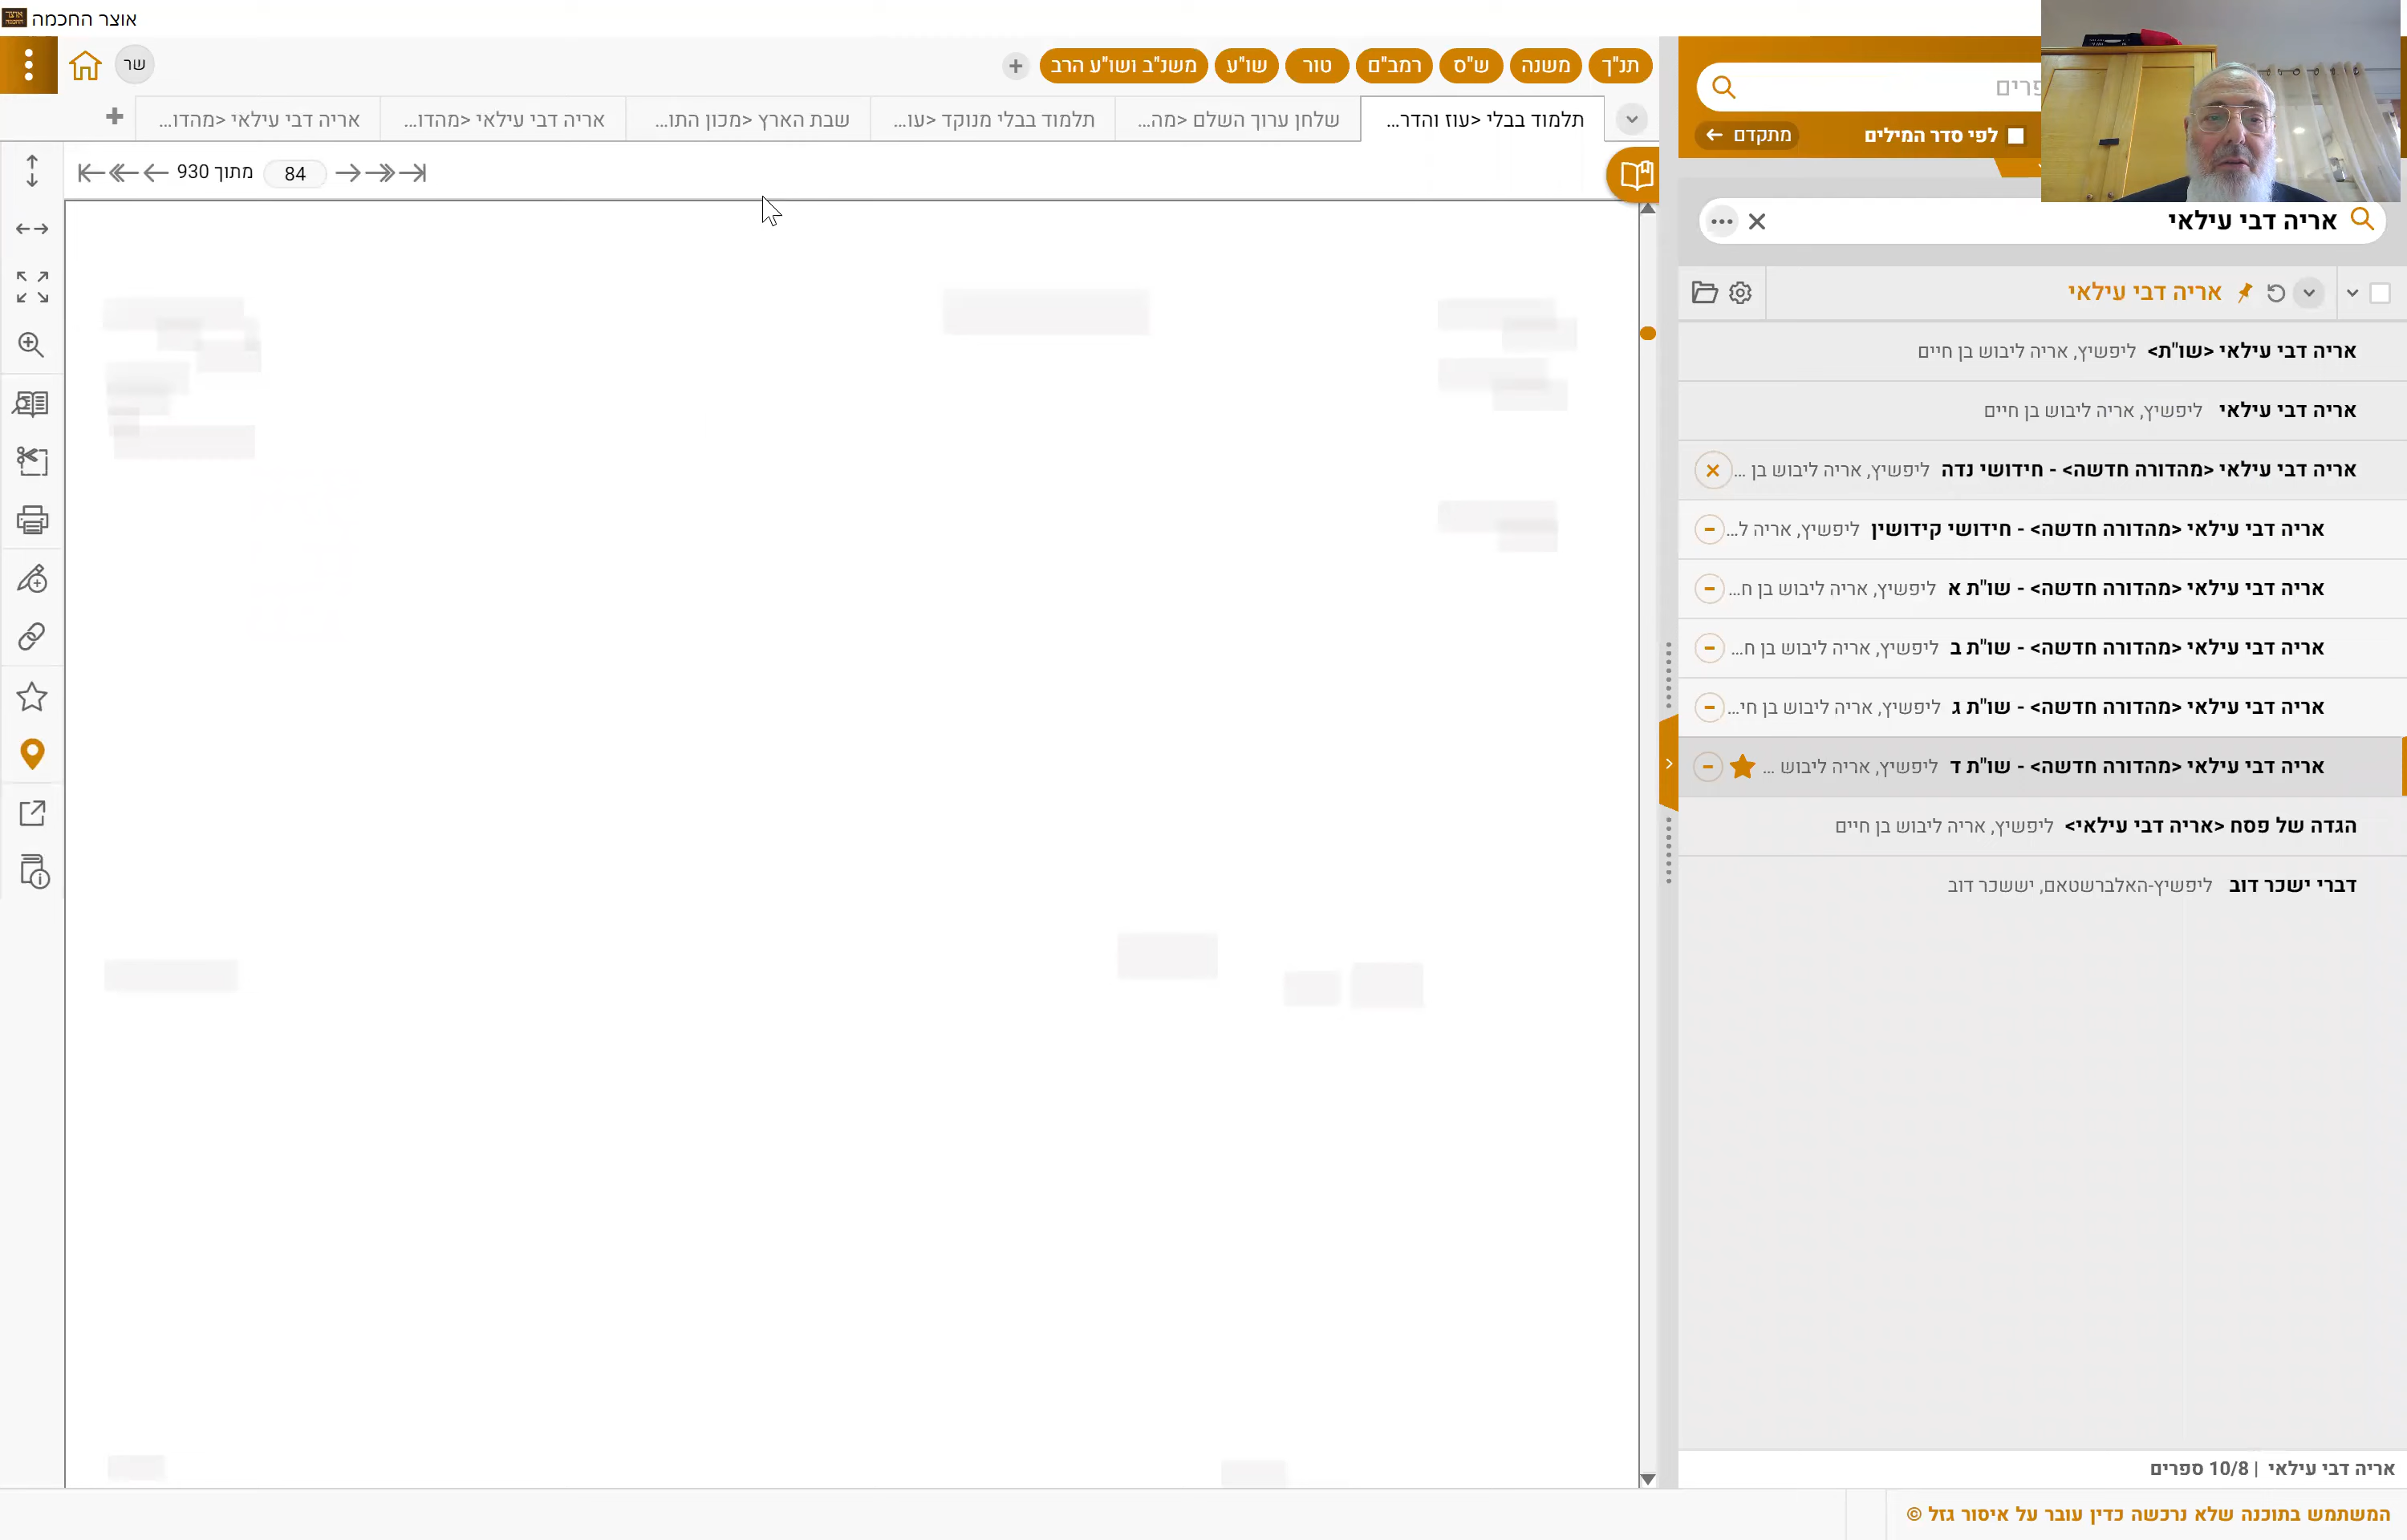 אוצר החכמה
שר
תנ"ך
משנה
ש"ס
רמב"ם
טור
שו"ע
משנ"ב ושו"ע הרב
+
תלמוד בבלי <עוז והדר...
שלחן ערוך השלם <מה...
תלמוד בבלי מנוקד <עו...
שבת הארץ <מכון התו...
אריה דבי עילאי <מהדו...
אריה דבי עילאי <מהדו...
+
84 מתוך 930
פרים
לפי סדר המילים
מתקדם
אריה דבי עילאי
אריה דבי עילאי
אריה דבי עילאי <שו"ת> ליפשיץ, אריה ליבוש בן חיים
אריה דבי עילאי ליפשיץ, אריה ליבוש בן חיים
אריה דבי עילאי <מהדורה חדשה> - חידושי נדה ליפשיץ, אריה ליבוש בן ...
אריה דבי עילאי <מהדורה חדשה> - חידושי קידושין ליפשיץ, אריה ל...
אריה דבי עילאי <מהדורה חדשה> - שו"ת א ליפשיץ, אריה ליבוש בן ח...
אריה דבי עילאי <מהדורה חדשה> - שו"ת ב ליפשיץ, אריה ליבוש בן ח...
אריה דבי עילאי <מהדורה חדשה> - שו"ת ג ליפשיץ, אריה ליבוש בן חי...
אריה דבי עילאי <מהדורה חדשה> - שו"ת ד ליפשיץ, אריה ליבוש ...
הגדה של פסח <אריה דבי עילאי> ליפשיץ, אריה ליבוש בן חיים
דברי ישכר דוב ליפשיץ-האלברשטאם, יששכר דוב
אריה דבי עילאי | 10/8 ספרים
המשתמש בתוכנה שלא נרכשה כדין עובר על איסור גזל ©